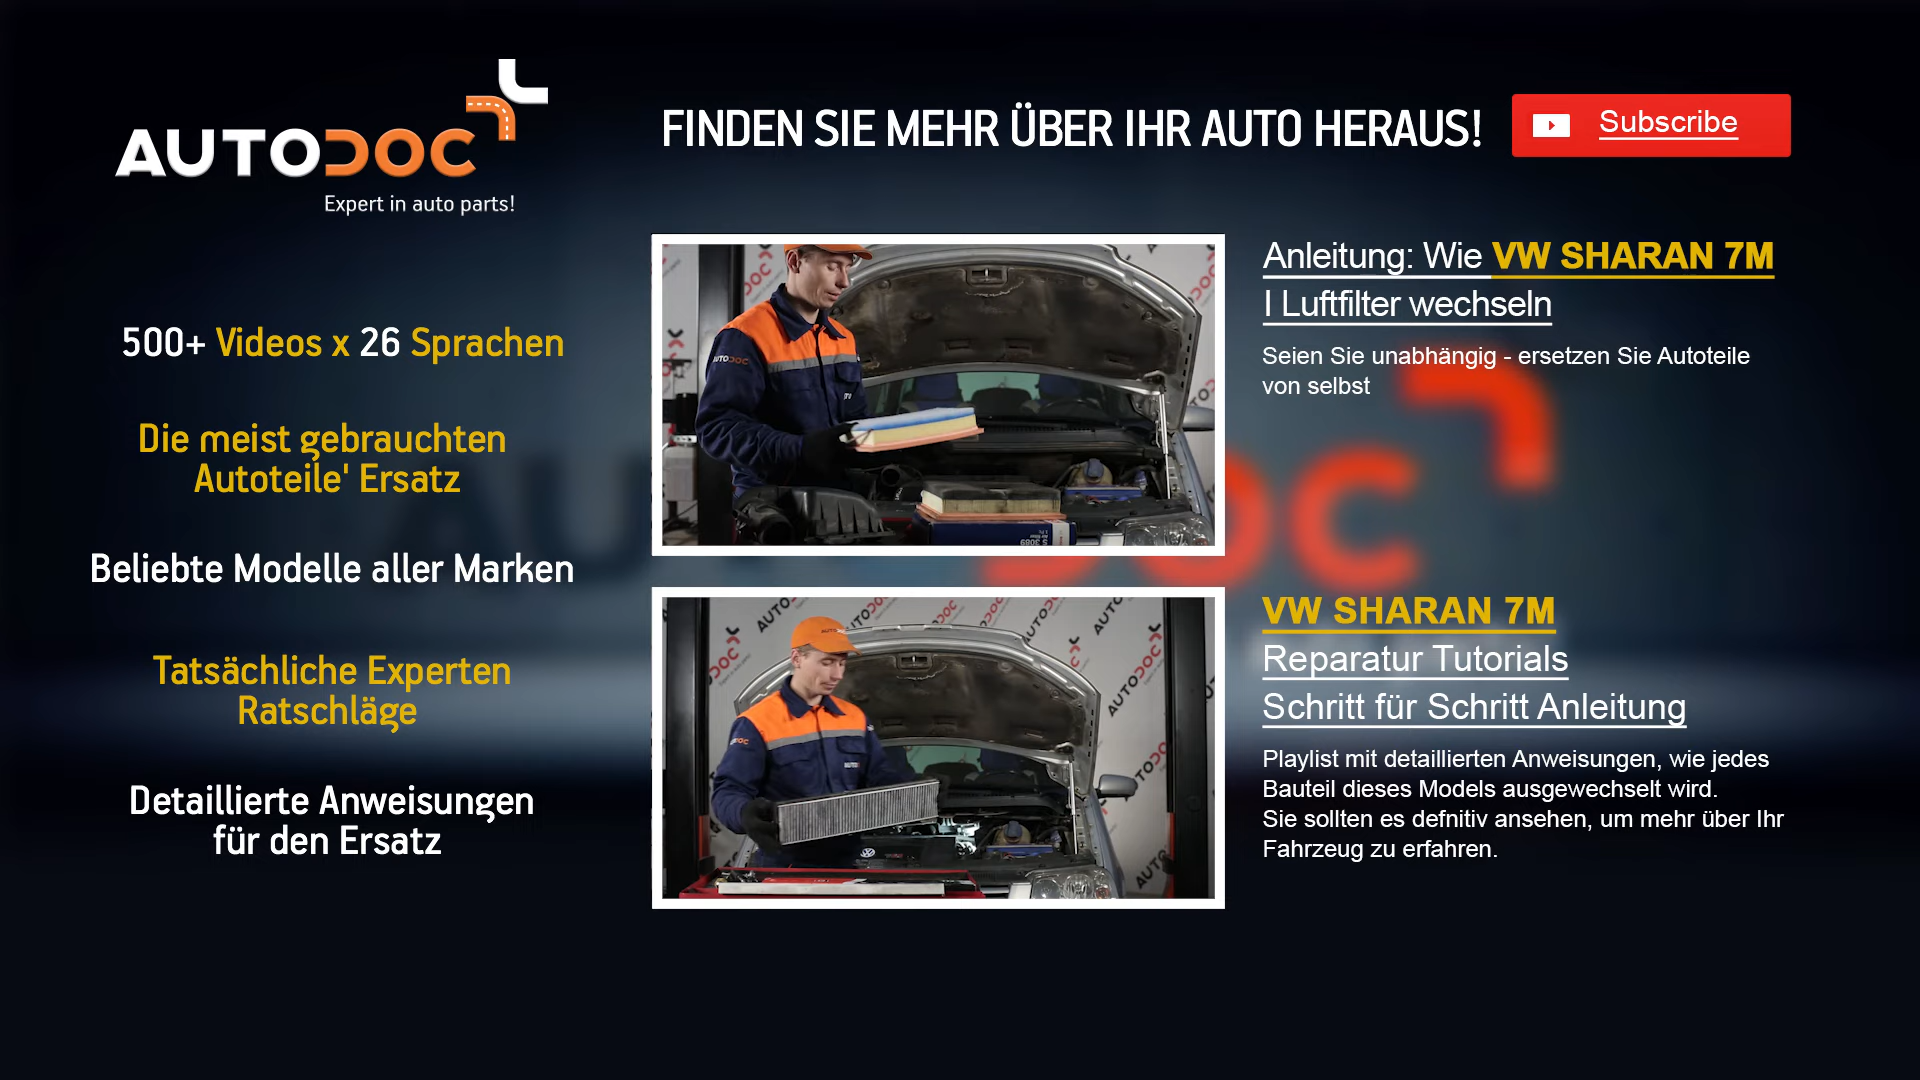 AUTODOC
Expert in auto parts!
FINDEN SIE MEHR ÜBER IHR AUTO HERAUS!
Subscribe
500+ Videos x 26 Sprachen
Die meist gebrauchten
Autoteile' Ersatz
Beliebte Modelle aller Marken
Tatsächliche Experten
Ratschläge
Detaillierte Anweisungen
für den Ersatz
Anleitung: Wie VW SHARAN 7M
I Luftfilter wechseln
Seien Sie unabhängig - ersetzen Sie Autoteile
von selbst
VW SHARAN 7M
Reparatur Tutorials
Schritt für Schritt Anleitung
Playlist mit detaillierten Anweisungen, wie jedes
Bauteil dieses Models ausgewechselt wird.
Sie sollten es defnitiv ansehen, um mehr über Ihr
Fahrzeug zu erfahren.